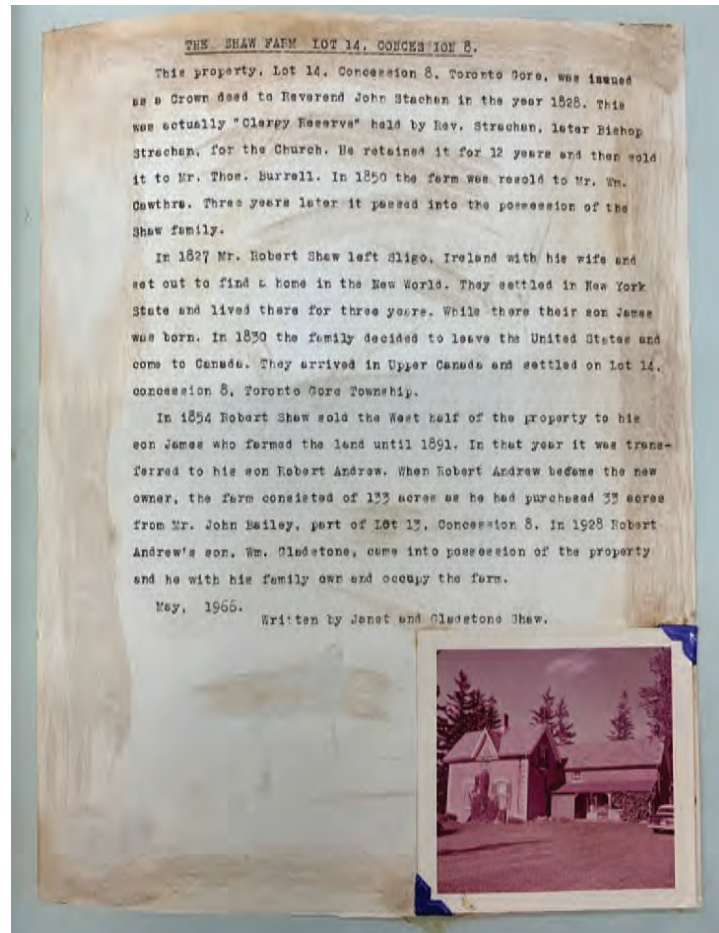 THE SHAW FARM LOT 14, CONCESSION 8.
This property, Lot 14, Concession 8, Toronto Gore, was issued
as a Crown deed to Reverend John Stachan in the year 1828. This
was actually "Clergy Reserve" held by Rev. Strachan, later Bishop
Strachan, for the Church. He retained it for 12 years and then sold
it to Mr. Thos. Burrell. In 1850 the farm was resold to Mr. Wm.
Cawthra. Three years later it passed into the possession of the
Shaw family.
In 1827 Mr. Robert Shaw left Sligo, Ireland with his wife and
set out to find a home in the New World. They settled in New York
State and lived there for three years. While there their son James
was born. In 1830 the family decided to leave the United States and
come to Canada. They arrived in Upper Canada and settled on Lot 14,
concession 8, Toronto Gore Township.
In 1854 Robert Shaw sold the West half of the property to his
son James who farmed the land until 1891. In that year it was trans-
ferred to his son Robert Andrew. When Robert Andrew became the new
owner, the farm consisted of 133 acres as he had purchased 33 acres
from Mr. John Bailey, part of Lot 13, Concession 8. In 1928 Robert
Andrew's son, Wm. Gladstone, came into possession of the property
and he with his family own and occupy the farm.
May, 1966.
Written by Janet and Gladstone Shaw.